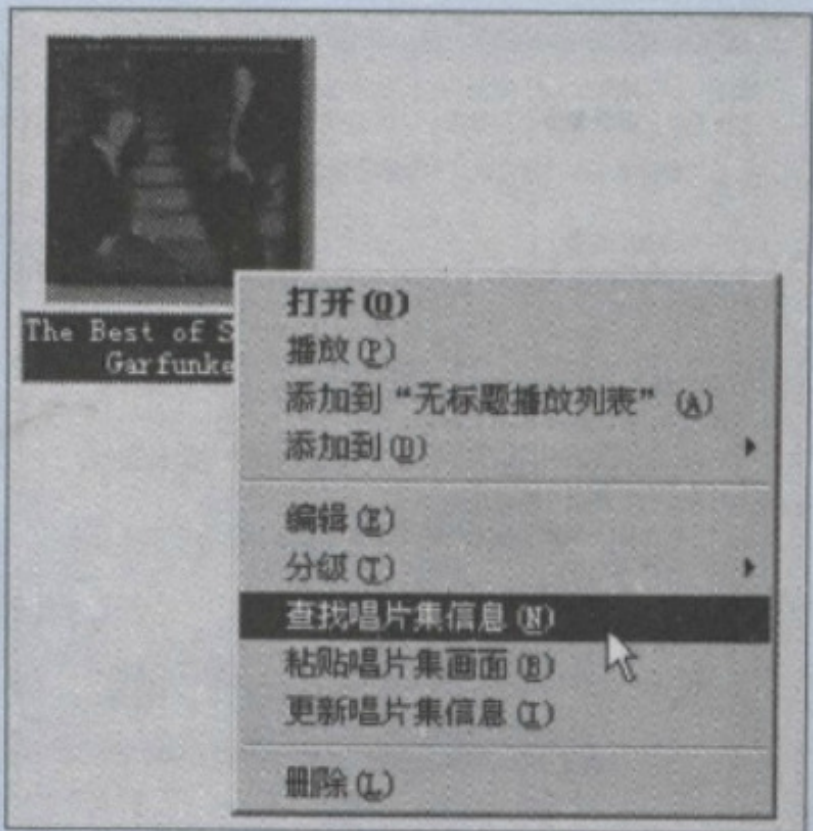 The Best of S
Garfunke
打开(O)
播放(P)
添加到“无标题播放列表”(A)
添加到(D)
编辑(E)
分级(T)
查找唱片集信息(N)
粘贴唱片集画面(B)
更新唱片集信息(I)
删除(L)